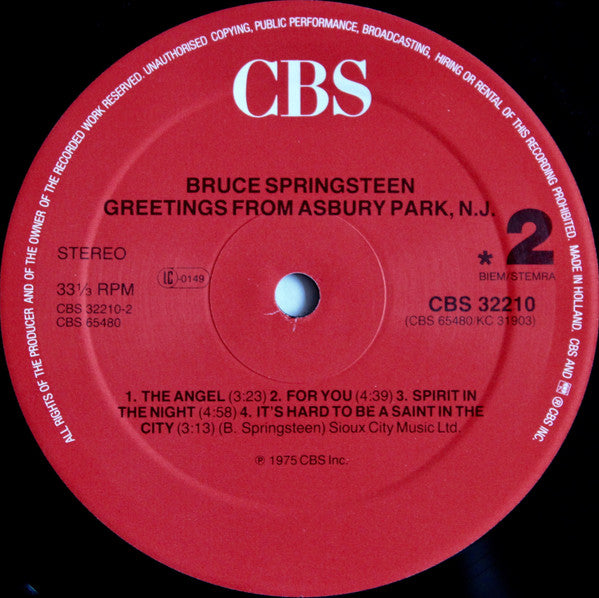 ALL RIGHTS OF THE PRODUCER AND OF THE OWNER OF THE RECORDED WORK RESERVED. UNAUTHORISED COPYING, PUBLIC PERFORMANCE, BROADCASTING, HIRING OR RENTAL OF THIS RECORDING PROHIBITED. MADE IN HOLLAND. CBS AND ® CBS INC.
CBS
BRUCE SPRINGSTEEN
GREETINGS FROM ASBURY PARK, N.J.
STEREO
* 2
BIEM/STEMRA
LC -0149
33⅓ RPM
CBS 32210-2
CBS 65480
CBS 32210
(CBS 65480/KC 31903)
1. THE ANGEL (3:23) 2. FOR YOU (4:39) 3. SPIRIT IN
THE NIGHT (4:58) 4. IT'S HARD TO BE A SAINT IN THE
CITY (3:13) (B. Springsteen) Sioux City Music Ltd.
℗ 1975 CBS Inc.